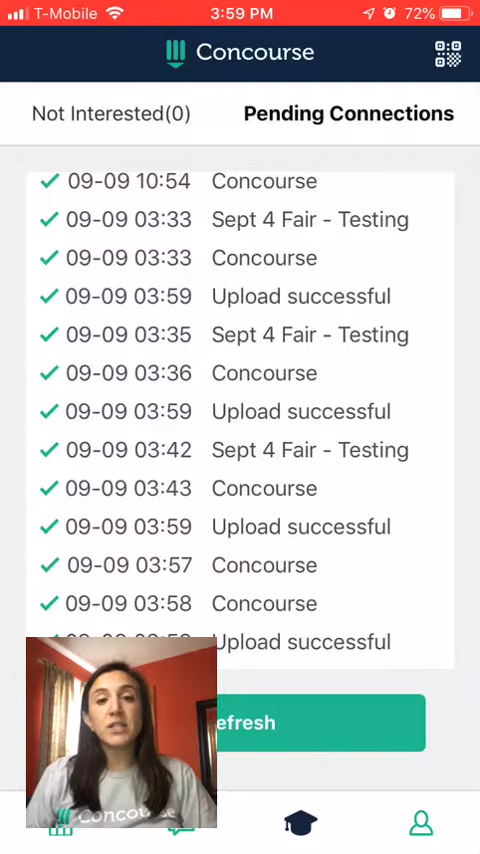 T-Mobile 3:59 PM 72%
Concourse
Not Interested(0) Pending Connections
09-09 10:54 Concourse
09-09 03:33 Sept 4 Fair - Testing
09-09 03:33 Concourse
09-09 03:59 Upload successful
09-09 03:35 Sept 4 Fair - Testing
09-09 03:36 Concourse
09-09 03:59 Upload successful
09-09 03:42 Sept 4 Fair - Testing
09-09 03:43 Concourse
09-09 03:59 Upload successful
09-09 03:57 Concourse
09-09 03:58 Concourse
Upload successful
efresh
Concourse